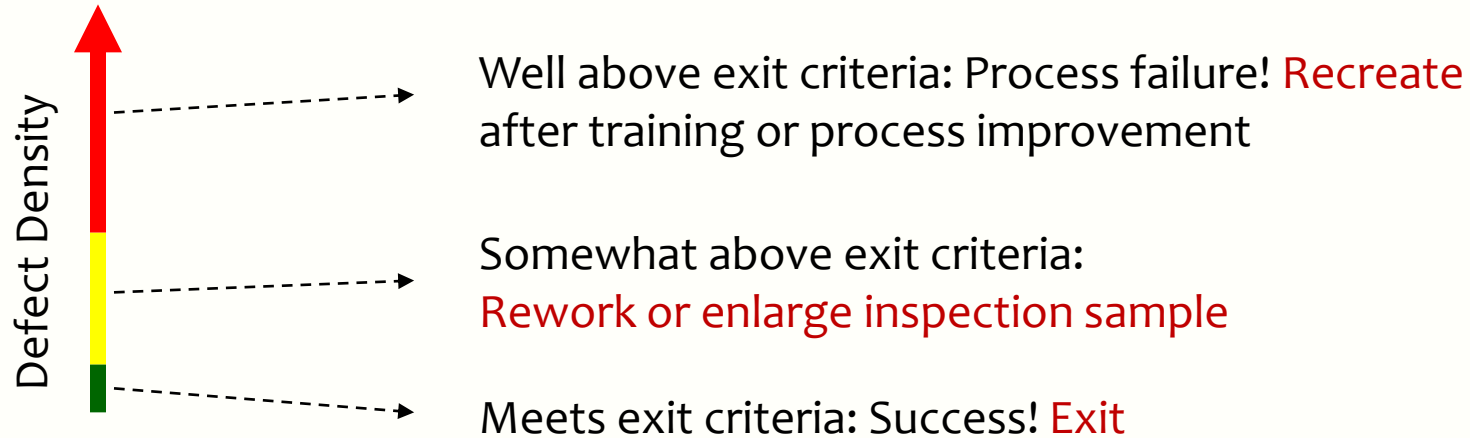 Defect Density
Well above exit criteria: Process failure! Recreate
after training or process improvement
Somewhat above exit criteria:
Rework or enlarge inspection sample
Meets exit criteria: Success! Exit